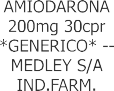 AMIODARONA
200mg 30cpr
*GENERICO* --
MEDLEY S/A
IND.FARM.